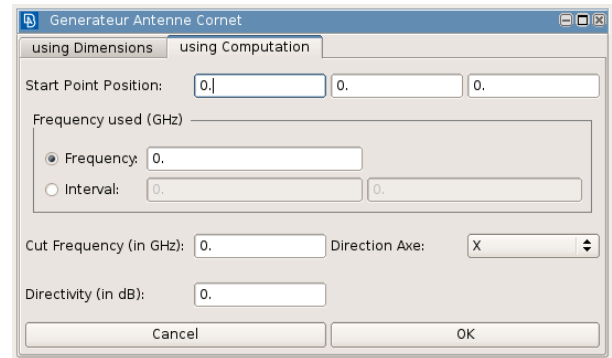 Generateur Antenne Cornet
using Dimensions using Computation
Start Point Position: 0. 0. 0.
Frequency used (GHz)
Frequency: 0.
Interval: 0. 0.
Cut Frequency (in GHz): 0. Direction Axe: X
Directivity (in dB): 0.
Cancel OK